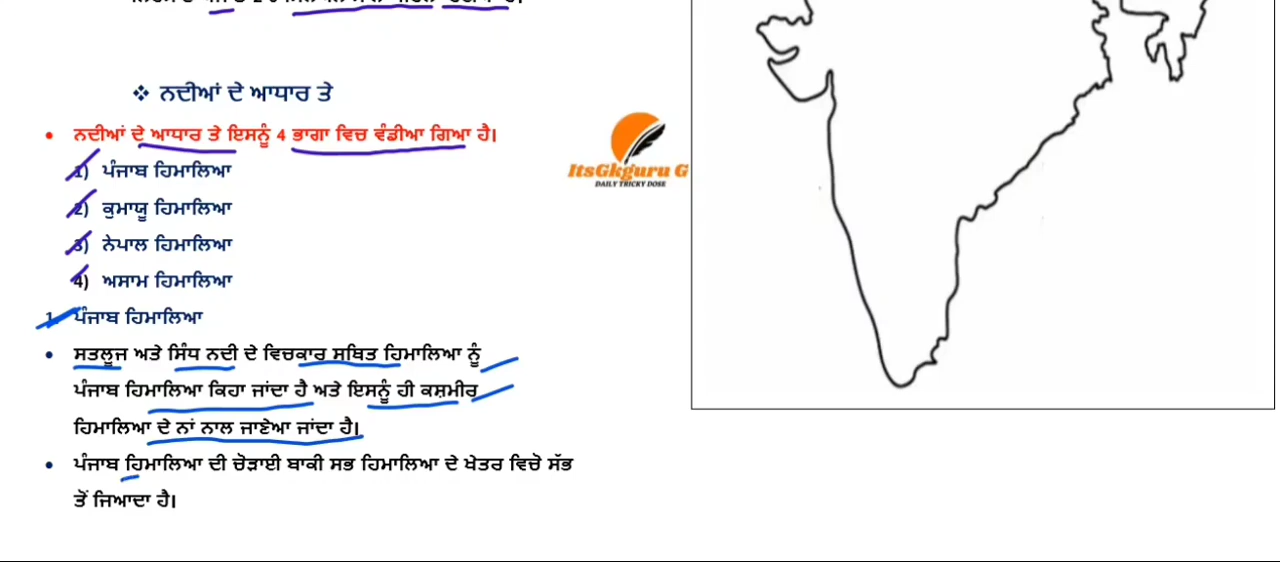 ❖ ਨਦੀਆਂ ਦੇ ਆਧਾਰ ਤੇ
• ਨਦੀਆਂ ਦੇ ਆਧਾਰ ਤੇ ਇਸਨੂੰ 4 ਭਾਗਾ ਵਿਚ ਵੰਡੀਆ ਗਿਆ ਹੈ।
1) ਪੰਜਾਬ ਹਿਮਾਲਿਆ
2) ਕੁਮਾਯੂ ਹਿਮਾਲਿਆ
3) ਨੇਪਾਲ ਹਿਮਾਲਿਆ
4) ਅਸਾਮ ਹਿਮਾਲਿਆ
1. ਪੰਜਾਬ ਹਿਮਾਲਿਆ
• ਸਤਲੂਜ ਅਤੇ ਸਿੰਧ ਨਦੀ ਦੇ ਵਿਚਕਾਰ ਸਥਿਤ ਹਿਮਾਲਿਆ ਨੂੰ
ਪੰਜਾਬ ਹਿਮਾਲਿਆ ਕਿਹਾ ਜਾਂਦਾ ਹੈ ਅਤੇ ਇਸਨੂੰ ਹੀ ਕਸ਼ਮੀਰ
ਹਿਮਾਲਿਆ ਦੇ ਨਾਂ ਨਾਲ ਜਾਣੇਆ ਜਾਂਦਾ ਹੈ।
• ਪੰਜਾਬ ਹਿਮਾਲਿਆ ਦੀ ਚੋੜਾਈ ਬਾਕੀ ਸਭ ਹਿਮਾਲਿਆ ਦੇ ਖੇਤਰ ਵਿਚੋ ਸੱਭ
ਤੋਂ ਜਿਆਦਾ ਹੈ।
ItsGkguru G
DAILY TRICKY DOSE